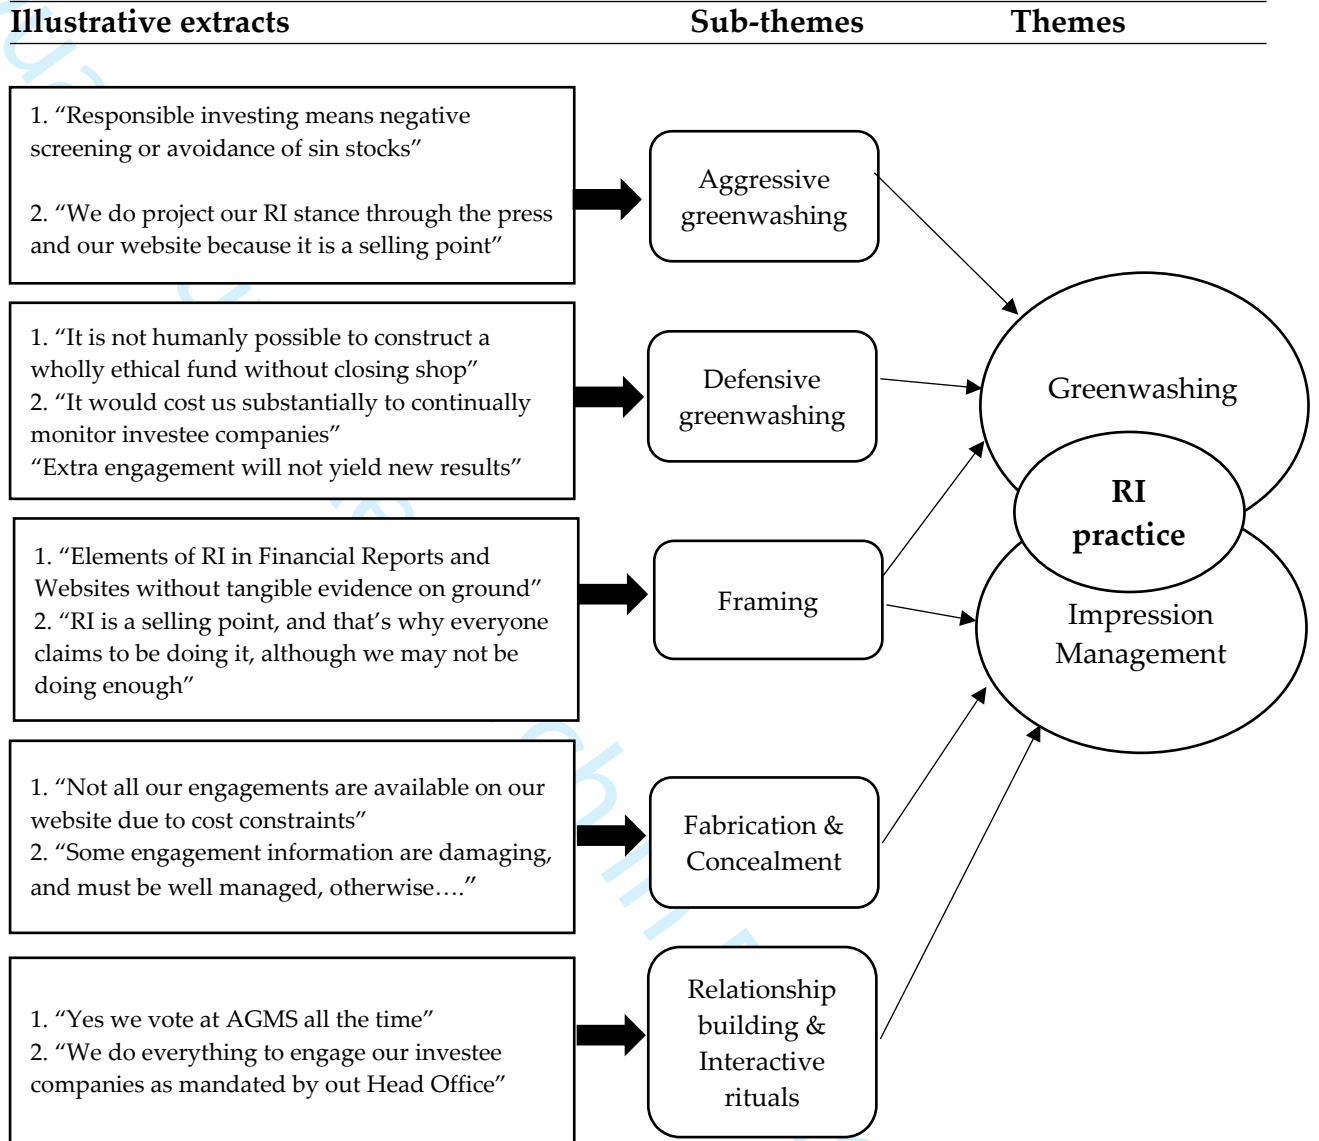 Illustrative extracts
Sub-themes
Themes
1. “Responsible investing means negative
screening or avoidance of sin stocks”
2. “We do project our RI stance through the press
and our website because it is a selling point”
Aggressive
greenwashing
1. “It is not humanly possible to construct a
wholly ethical fund without closing shop”
2. “It would cost us substantially to continually
monitor investee companies”
“Extra engagement will not yield new results”
Defensive
greenwashing
1. “Elements of RI in Financial Reports and
Websites without tangible evidence on ground”
2. “RI is a selling point, and that’s why everyone
claims to be doing it, although we may not be
doing enough”
Framing
1. “Not all our engagements are available on our
website due to cost constraints”
2. “Some engagement information are damaging,
and must be well managed, otherwise….”
Fabrication &
Concealment
1. “Yes we vote at AGMS all the time”
2. “We do everything to engage our investee
companies as mandated by out Head Office”
Relationship
building &
Interactive
rituals
Greenwashing
RI
practice
Impression
Management